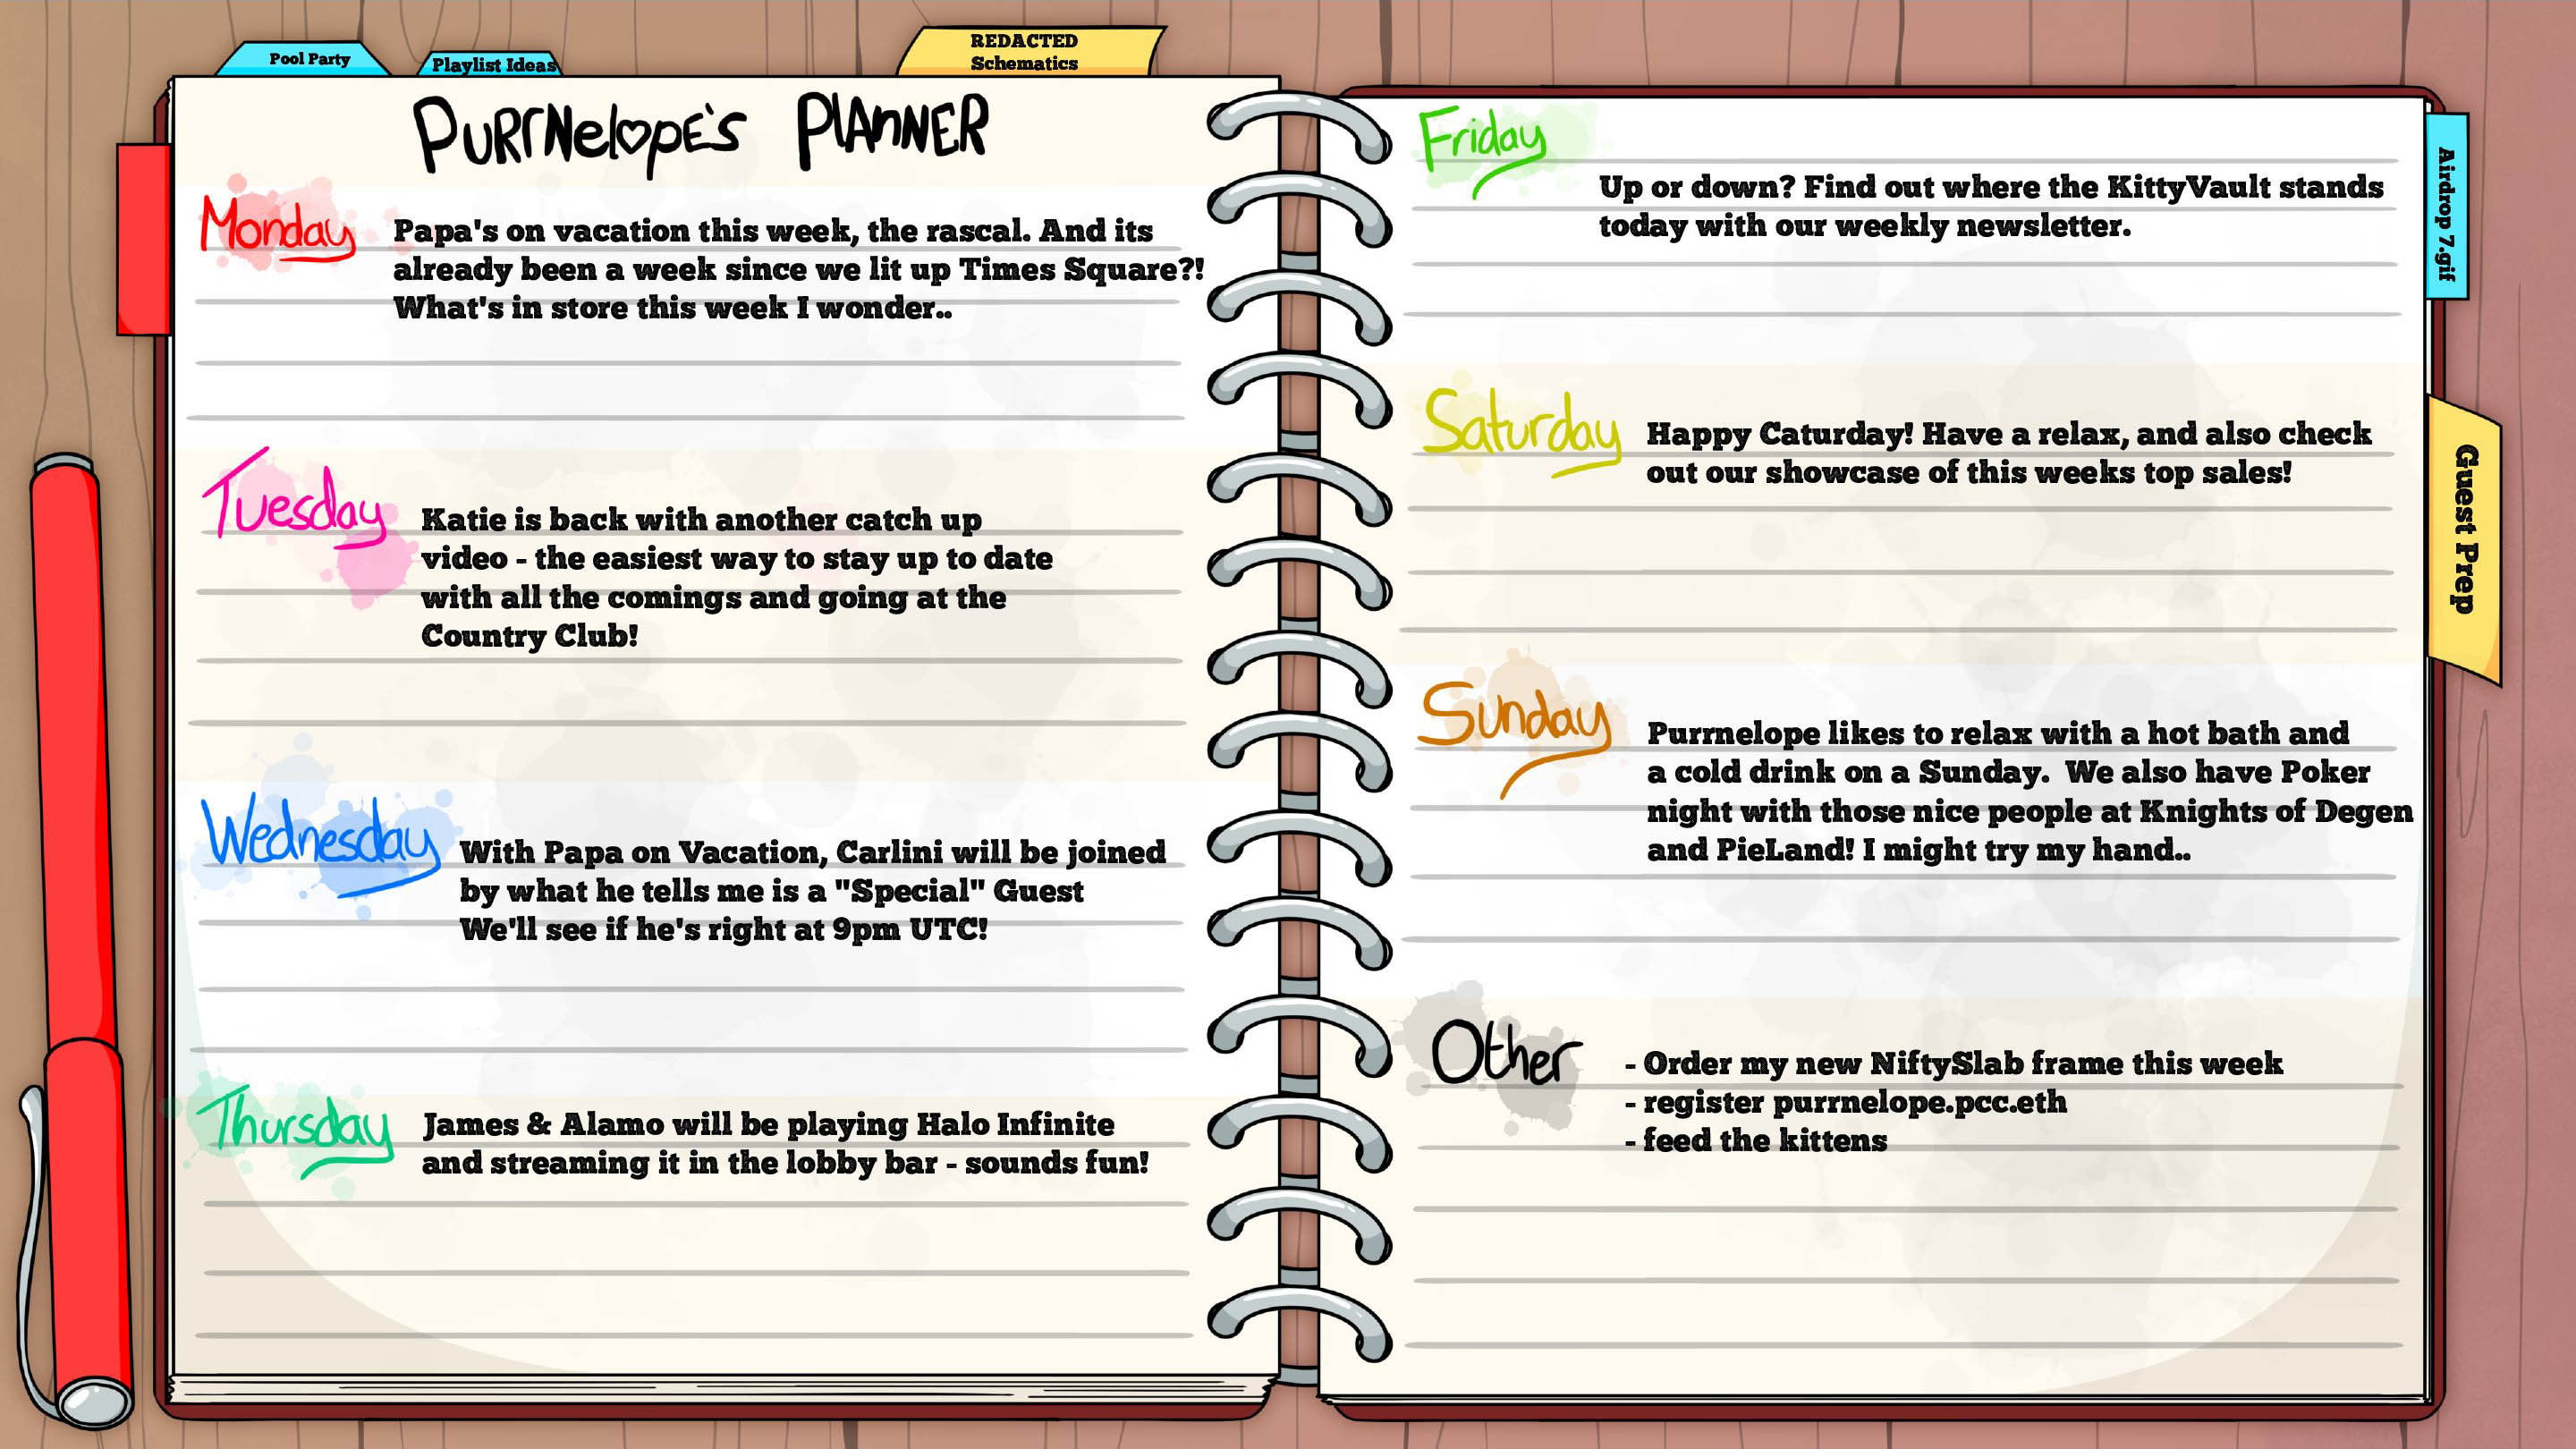 Pool Party
Playlist Ideas
REDACTED
Schematics
PURrNelOPE'S PlAnNER
Monday
Papa's on vacation this week, the rascal. And its
already been a week since we lit up Times Square?!
What's in store this week I wonder..
Tuesday
Katie is back with another catch up
video - the easiest way to stay up to date
with all the comings and going at the
Country Club!
Wednesday
With Papa on Vacation, Carlini will be joined
by what he tells me is a "Special" Guest
We'll see if he's right at 9pm UTC!
Thursday
James & Alamo will be playing Halo Infinite
and streaming it in the lobby bar - sounds fun!
Friday
Up or down? Find out where the KittyVault stands
today with our weekly newsletter.
Saturday
Happy Caturday! Have a relax, and also check
out our showcase of this weeks top sales!
Sunday
Purrnelope likes to relax with a hot bath and
a cold drink on a Sunday. We also have Poker
night with those nice people at Knights of Degen
and PieLand! I might try my hand..
Other
- Order my new NiftySlab frame this week
- register purrnelope.pcc.eth
- feed the kittens
Airdrop 7.gif
Guest Prep